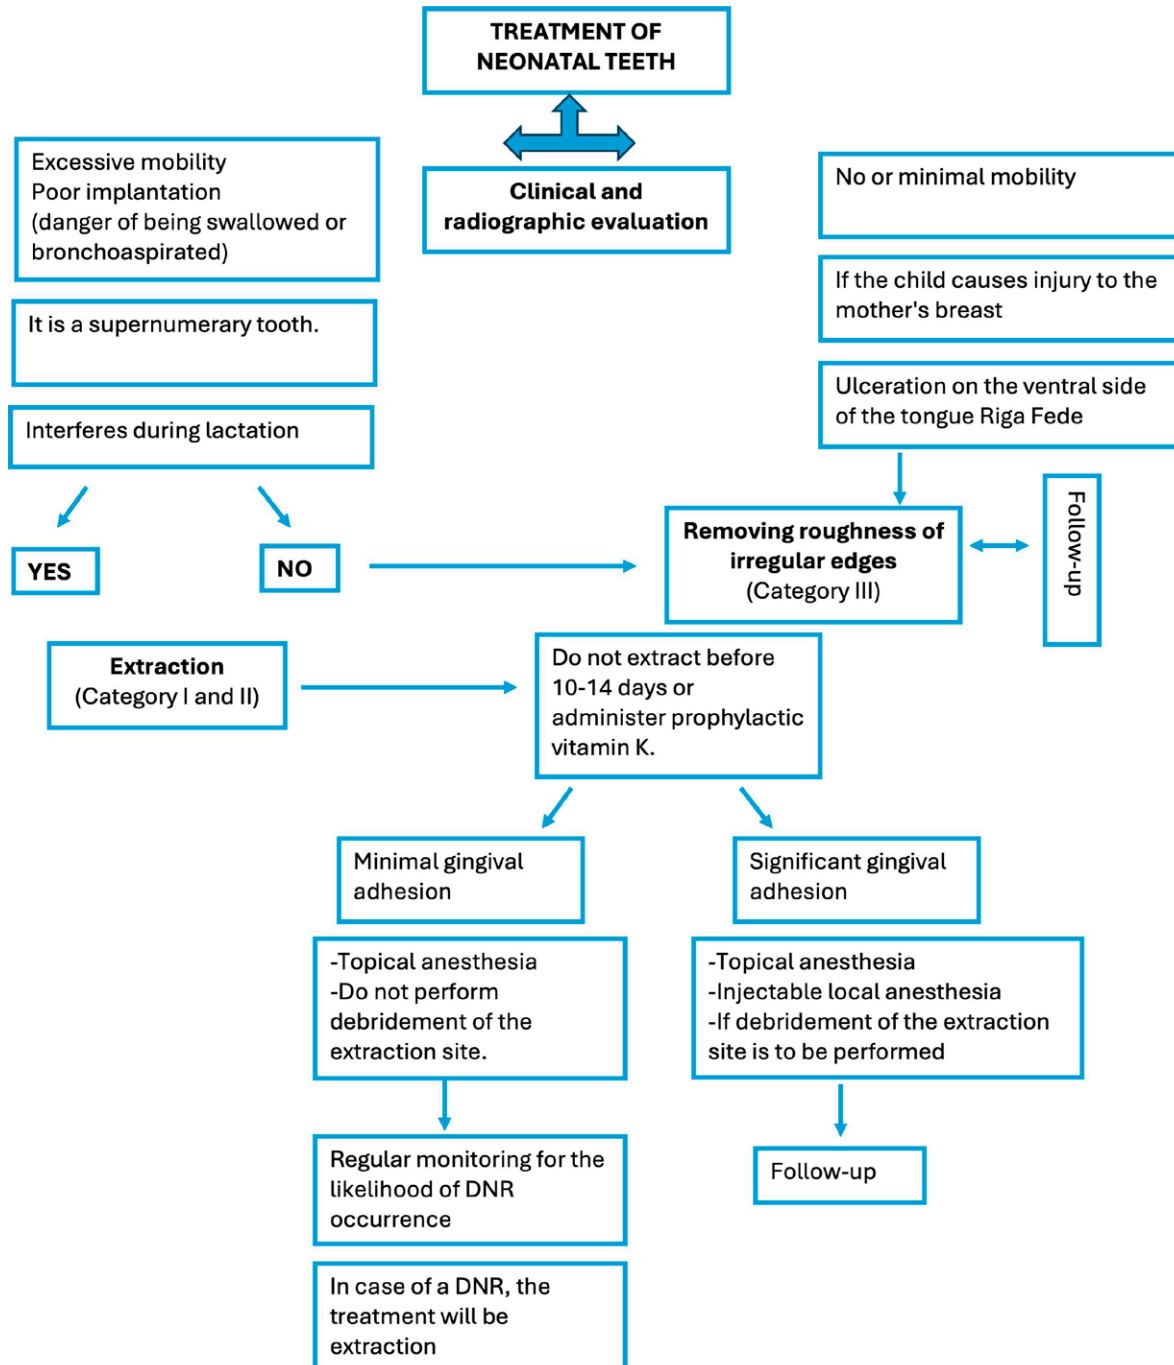 TREATMENT OF
NEONATAL TEETH
Clinical and
radiographic evaluation
Excessive mobility
Poor implantation
(danger of being swallowed or
bronchoaspirated)
It is a supernumerary tooth.
Interferes during lactation
YES
NO
No or minimal mobility
If the child causes injury to the
mother's breast
Ulceration on the ventral side
of the tongue Riga Fede
Removing roughness of
irregular edges
(Category III)
Follow-up
Extraction
(Category I and II)
Do not extract before
10-14 days or
administer prophylactic
vitamin K.
Minimal gingival
adhesion
-Topical anesthesia
-Do not perform
debridement of the
extraction site.
Regular monitoring for the
likelihood of DNR
occurrence
In case of a DNR, the
treatment will be
extraction
Significant gingival
adhesion
-Topical anesthesia
-Injectable local anesthesia
-If debridement of the extraction
site is to be performed
Follow-up